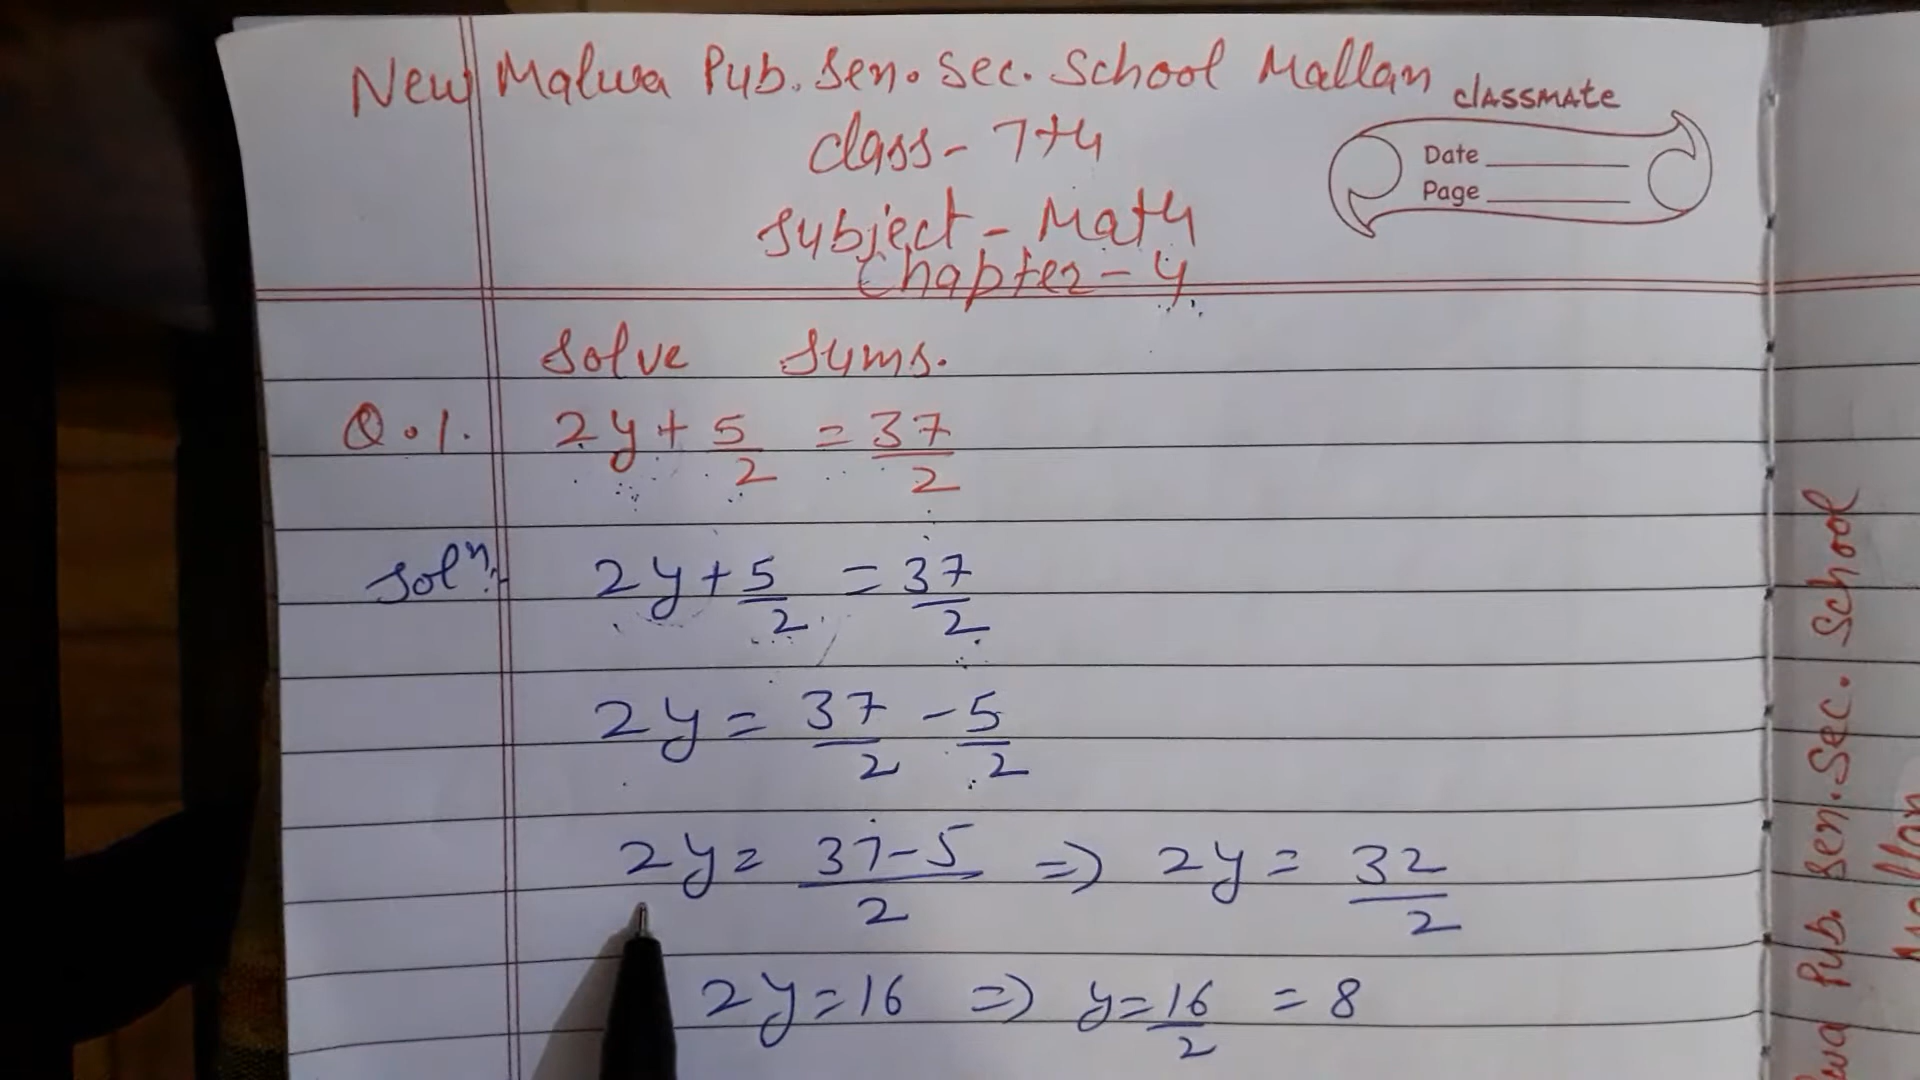 New Malwa Pub. Sen. Sec. School Mallan
classmate
Date
Page
class - 7th
Subject - Math
Chapter - 4
Solve Sums.
Q.1. 2y + 5/2 = 37/2
Solⁿ:- 2y + 5/2 = 37/2
2y = 37/2 - 5/2
2y = 37-5/2 => 2y = 32/2
2y = 16 => y = 16/2 = 8
Pub. Sen. Sec. School